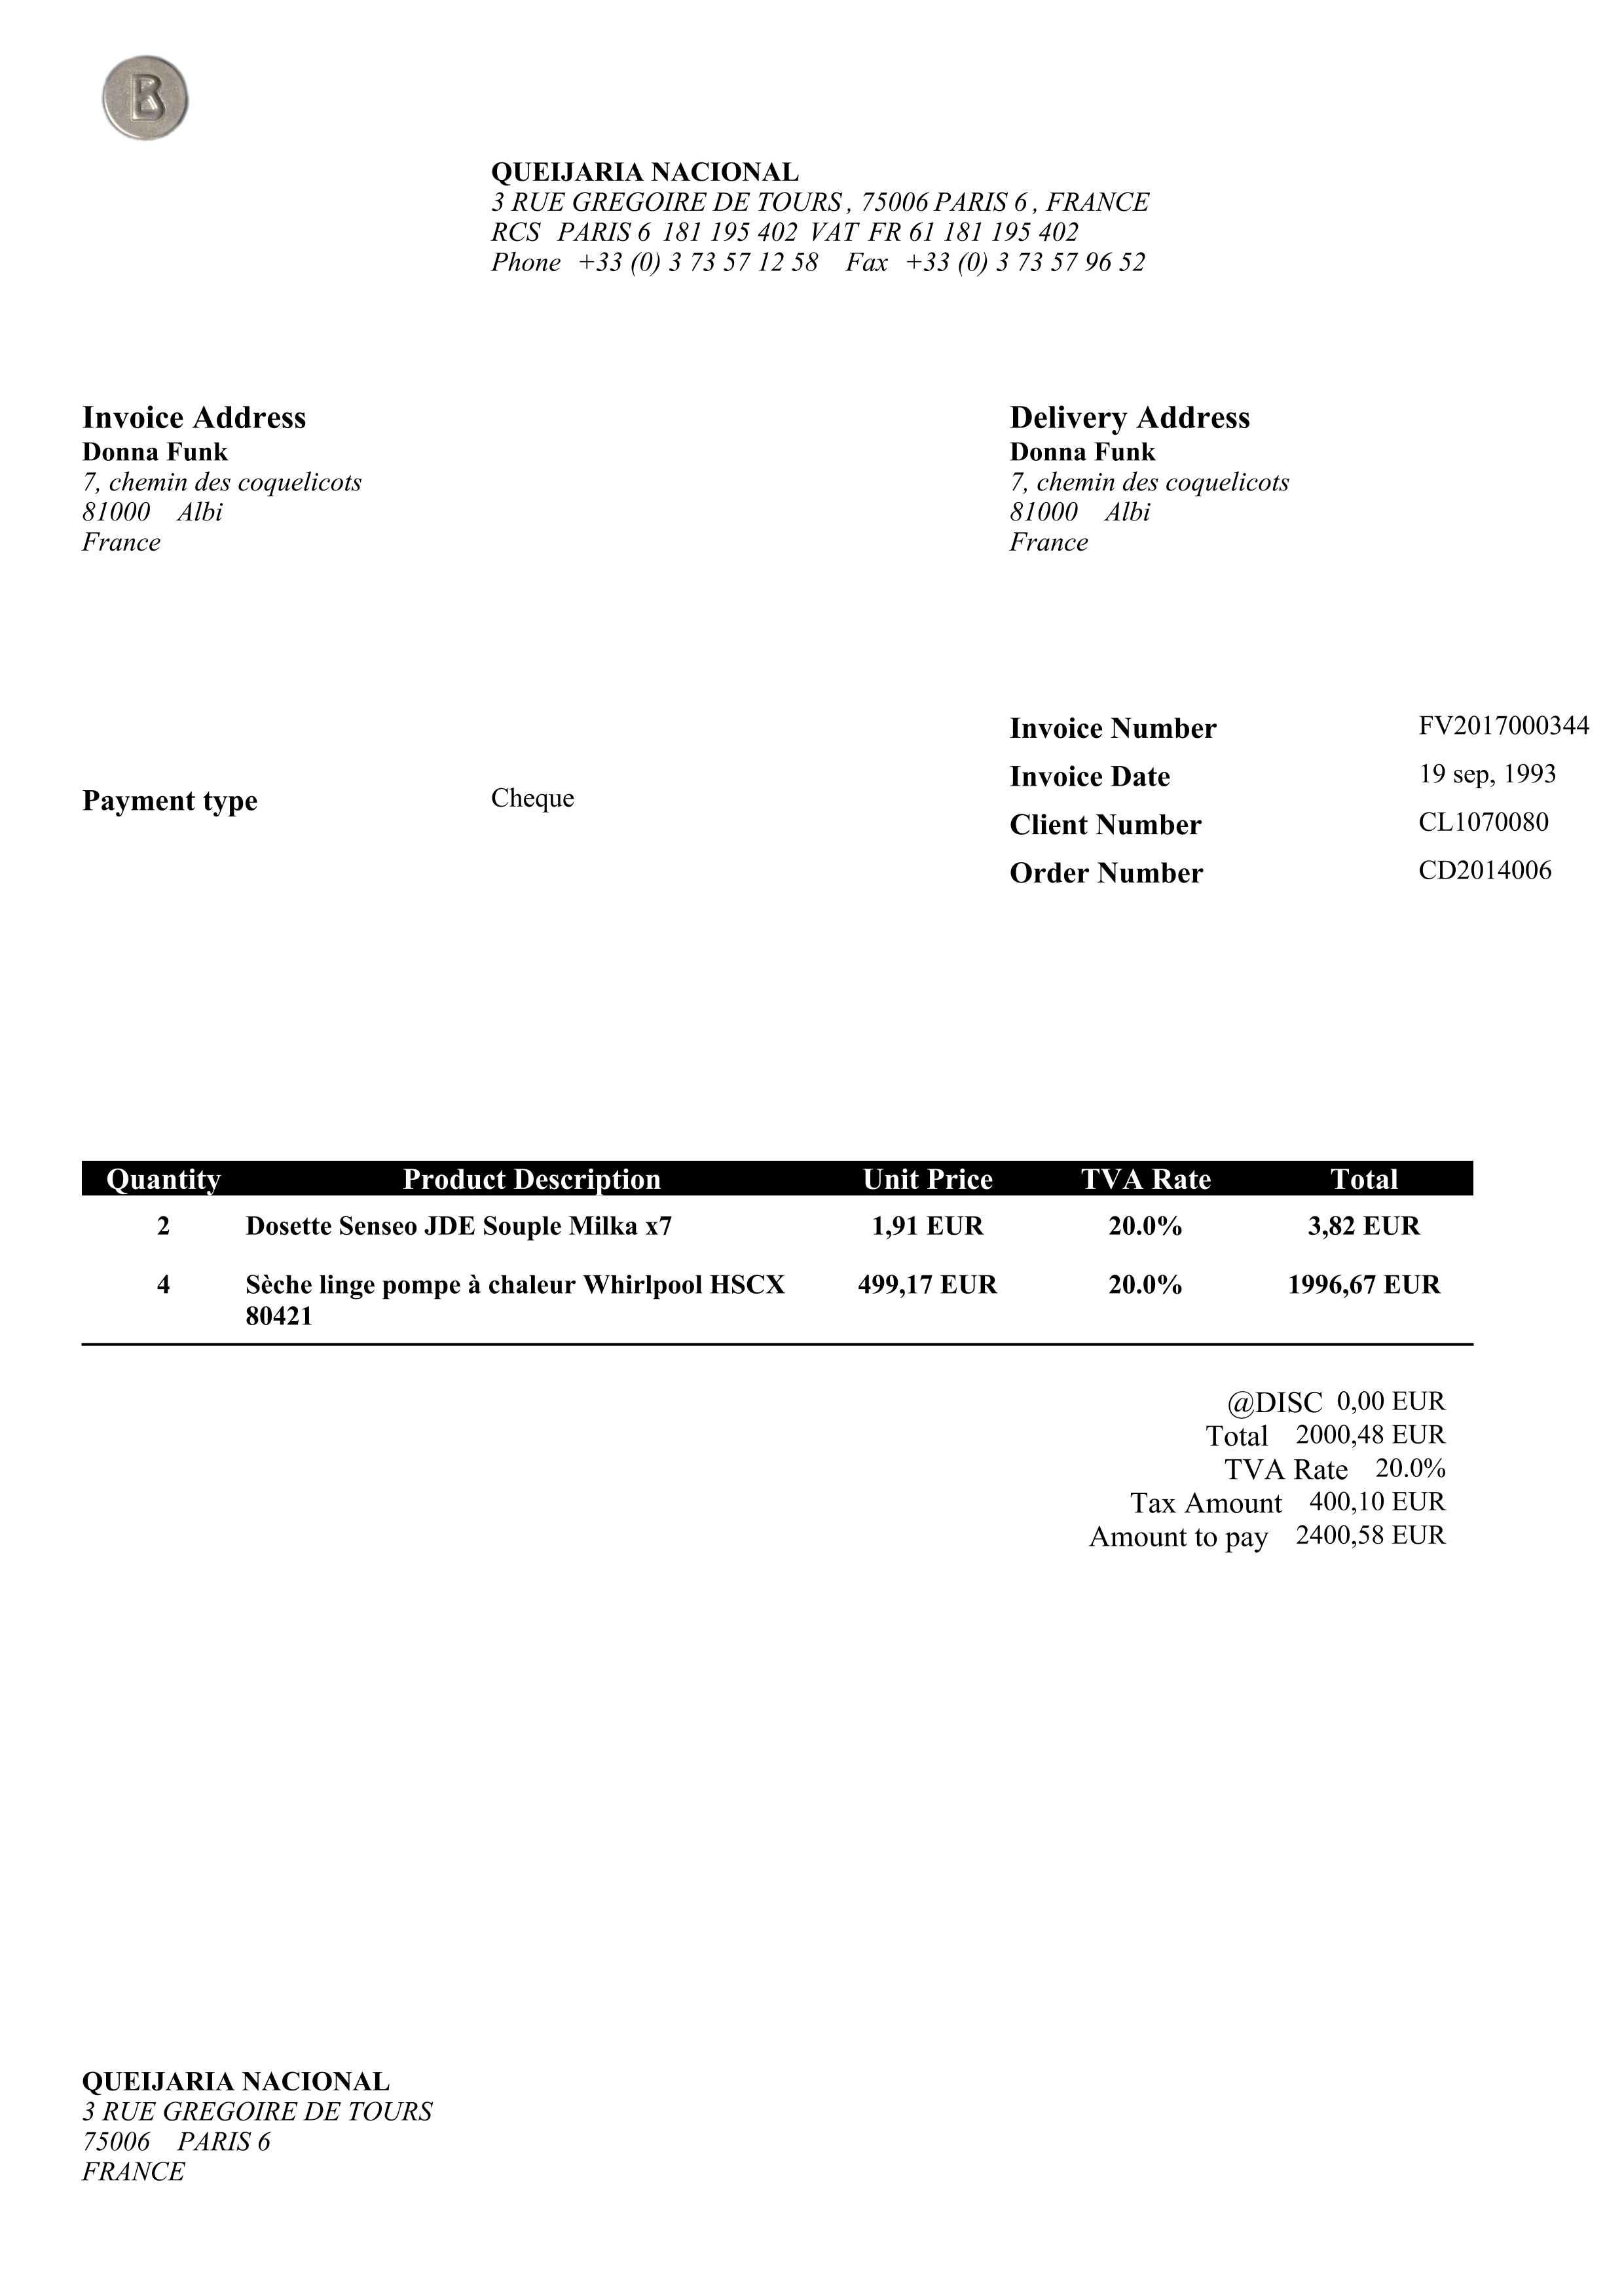 B
QUEIJARIA NACIONAL
3 RUE GREGOIRE DE TOURS , 75006 PARIS 6 , FRANCE
RCS PARIS 6 181 195 402 VAT FR 61 181 195 402
Phone +33 (0) 3 73 57 12 58 Fax +33 (0) 3 73 57 96 52
Invoice Address
Donna Funk
7, chemin des coquelicots
81000 Albi
France
Delivery Address
Donna Funk
7, chemin des coquelicots
81000 Albi
France
Payment type Cheque
Invoice Number FV2017000344
Invoice Date 19 sep, 1993
Client Number CL1070080
Order Number CD2014006
Quantity Product Description Unit Price TVA Rate Total
2 Dosette Senseo JDE Souple Milka x7 1,91 EUR 20.0% 3,82 EUR
4 Sèche linge pompe à chaleur Whirlpool HSCX 499,17 EUR 20.0% 1996,67 EUR
80421
@DISC 0,00 EUR
Total 2000,48 EUR
TVA Rate 20.0%
Tax Amount 400,10 EUR
Amount to pay 2400,58 EUR
QUEIJARIA NACIONAL
3 RUE GREGOIRE DE TOURS
75006 PARIS 6
FRANCE